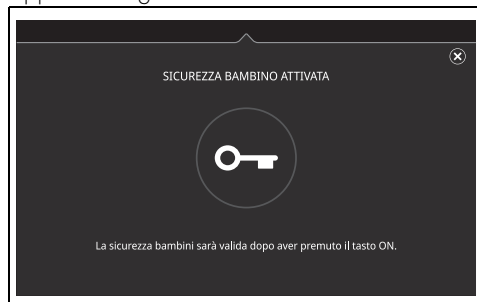 SICUREZZA BAMBINO ATTIVATA
La sicurezza bambini sarà valida dopo aver premuto il tasto ON.